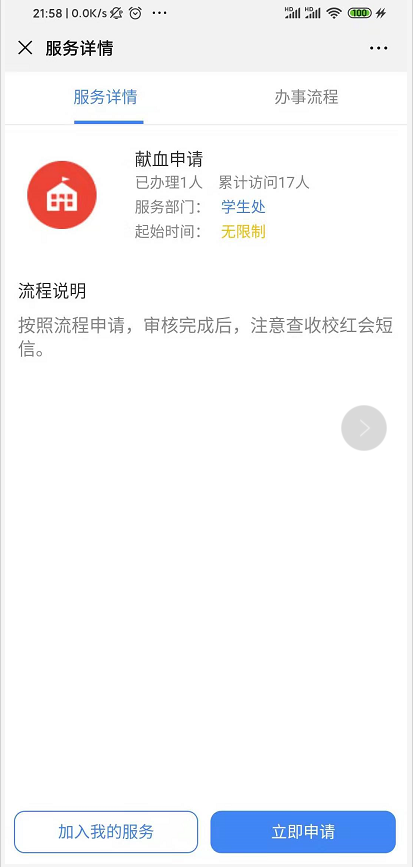 21:58 | 0.0K/s ···
HD HD 100
服务详情 ···
服务详情 办事流程
献血申请
已办理1人 累计访问17人
服务部门： 学生处
起始时间： 无限制
流程说明
按照流程申请，审核完成后，注意查收校红会短
信。
加入我的服务 立即申请